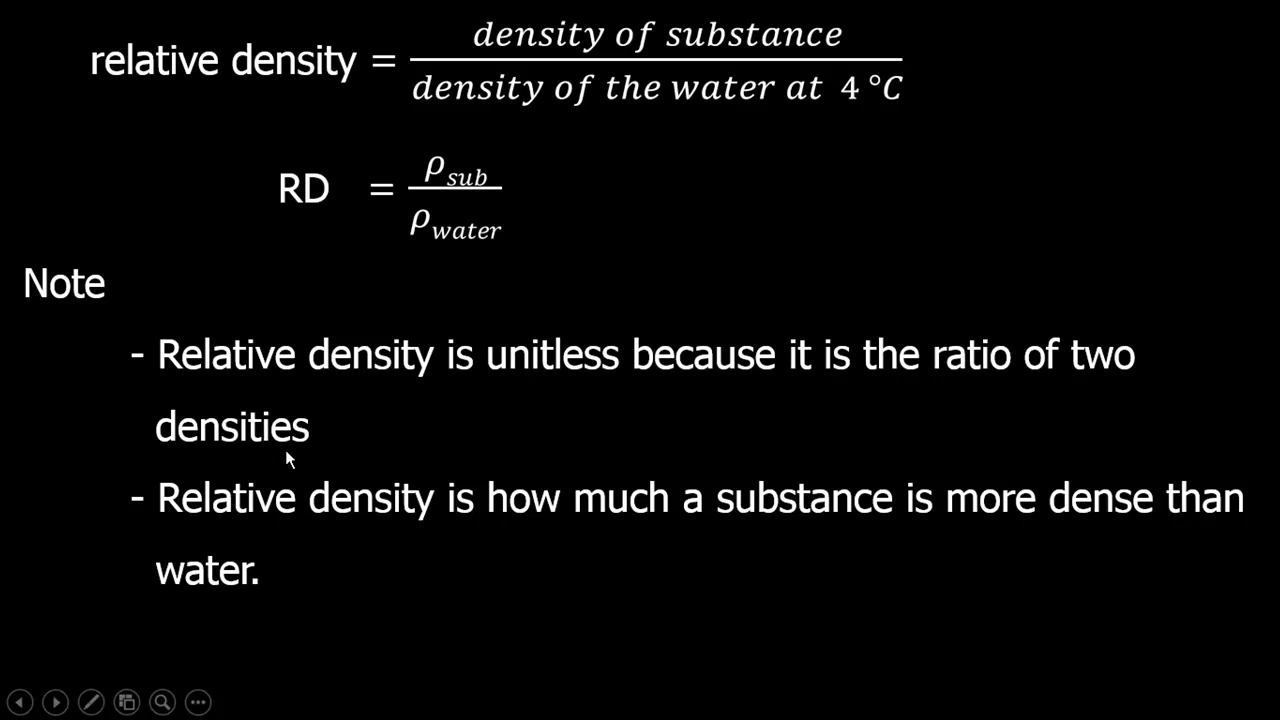 relative density = density of substance / density of the water at 4 °C
RD = ρsub / ρwater
Note
- Relative density is unitless because it is the ratio of two
densities
- Relative density is how much a substance is more dense than
water.